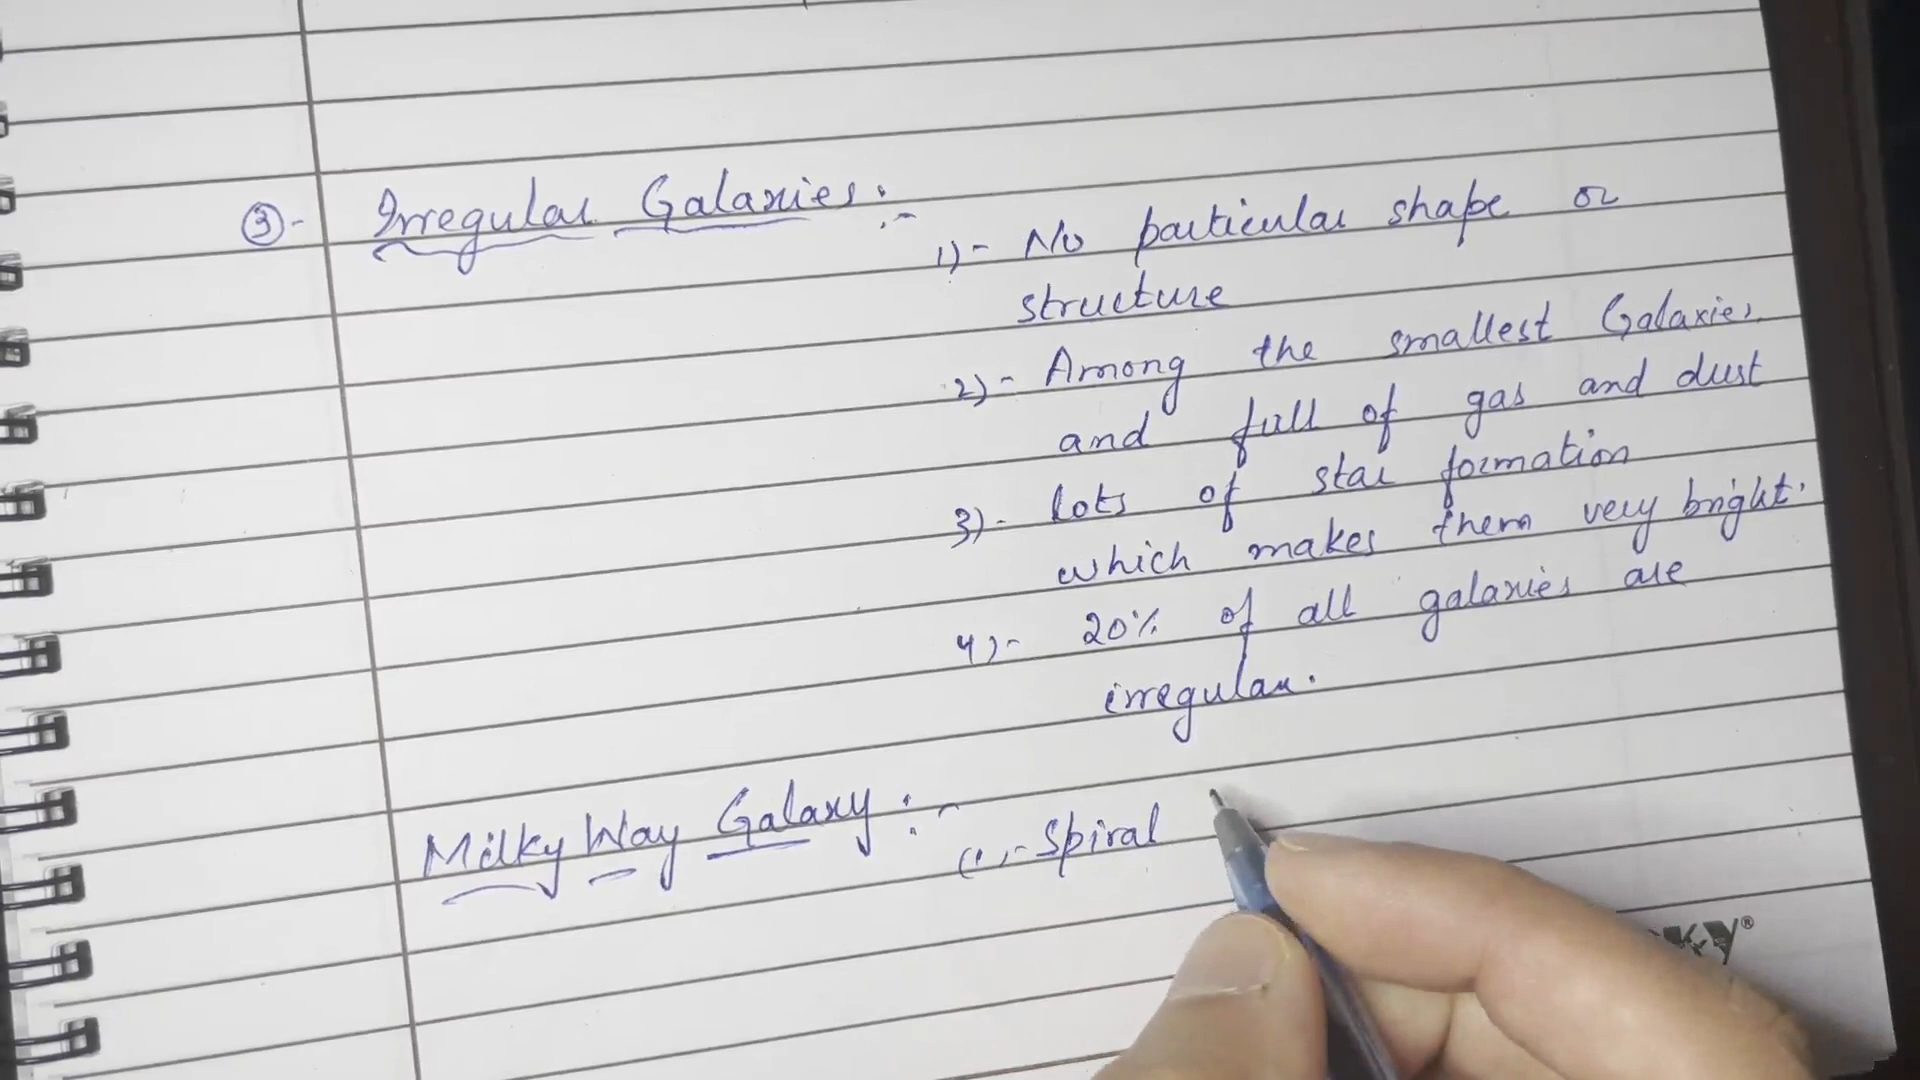 ③- Irregular Galaxies :-
1)- No particular shape or
structure
2)- Among the smallest Galaxies
and full of gas and dust
3)- Lots of star formation
which makes them very bright.
4)- 20% of all galaxies are
irregular.
Milky Way Galaxy :-
(1)- Spiral